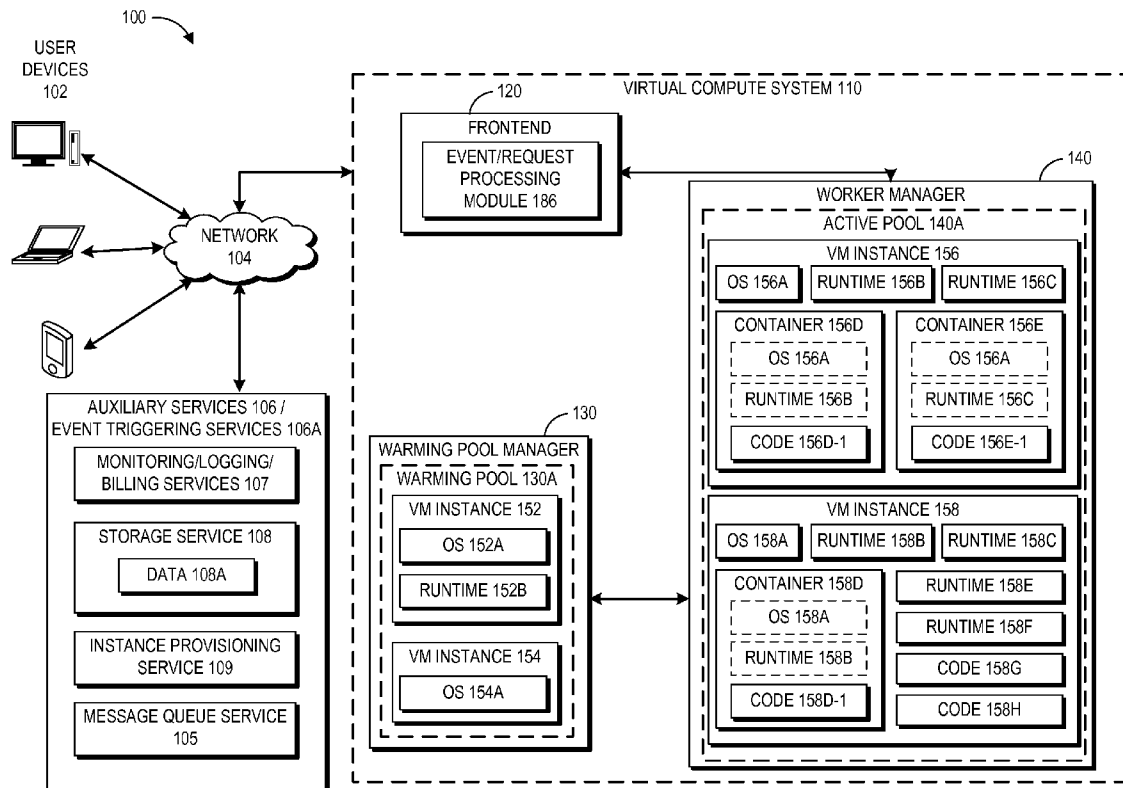 100
USER
DEVICES
102
NETWORK
104
AUXILIARY SERVICES 106 /
EVENT TRIGGERING SERVICES 106A
MONITORING/LOGGING/
BILLING SERVICES 107
STORAGE SERVICE 108
DATA 108A
INSTANCE PROVISIONING
SERVICE 109
MESSAGE QUEUE SERVICE
105
VIRTUAL COMPUTE SYSTEM 110
120
FRONTEND
EVENT/REQUEST
PROCESSING
MODULE 186
130
WARMING POOL MANAGER
WARMING POOL 130A
VM INSTANCE 152
OS 152A
RUNTIME 152B
VM INSTANCE 154
OS 154A
140
WORKER MANAGER
ACTIVE POOL 140A
VM INSTANCE 156
OS 156A
RUNTIME 156B
RUNTIME 156C
CONTAINER 156D
OS 156A
RUNTIME 156B
CODE 156D-1
CONTAINER 156E
OS 156A
RUNTIME 156C
CODE 156E-1
VM INSTANCE 158
OS 158A
RUNTIME 158B
RUNTIME 158C
CONTAINER 158D
OS 158A
RUNTIME 158B
CODE 158D-1
RUNTIME 158E
RUNTIME 158F
CODE 158G
CODE 158H